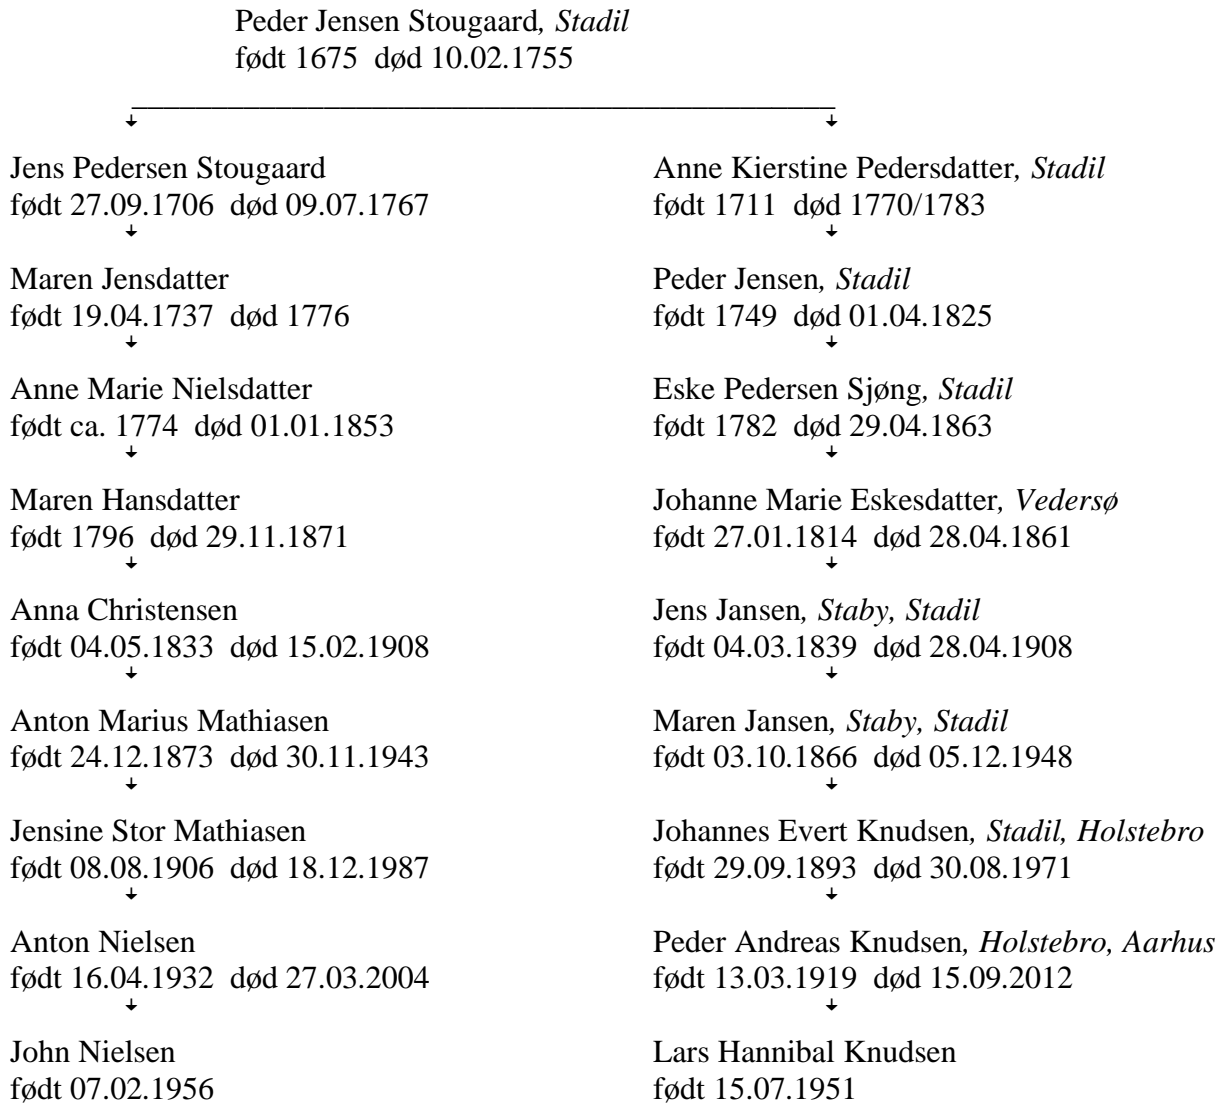 Peder Jensen Stougaard, Stadil
født 1675  død 10.02.1755
Jens Pedersen Stougaard
født 27.09.1706  død 09.07.1767
Maren Jensdatter
født 19.04.1737  død 1776
Anne Marie Nielsdatter
født ca. 1774  død 01.01.1853
Maren Hansdatter
født 1796  død 29.11.1871
Anna Christensen
født 04.05.1833  død 15.02.1908
Anton Marius Mathiasen
født 24.12.1873  død 30.11.1943
Jensine Stor Mathiasen
født 08.08.1906  død 18.12.1987
Anton Nielsen
født 16.04.1932  død 27.03.2004
John Nielsen
født 07.02.1956
Anne Kierstine Pedersdatter, Stadil
født 1711  død 1770/1783
Peder Jensen, Stadil
født 1749  død 01.04.1825
Eske Pedersen Sjøng, Stadil
født 1782  død 29.04.1863
Johanne Marie Eskesdatter, Vedersø
født 27.01.1814  død 28.04.1861
Jens Jansen, Staby, Stadil
født 04.03.1839  død 28.04.1908
Maren Jansen, Staby, Stadil
født 03.10.1866  død 05.12.1948
Johannes Evert Knudsen, Stadil, Holstebro
født 29.09.1893  død 30.08.1971
Peder Andreas Knudsen, Holstebro, Aarhus
født 13.03.1919  død 15.09.2012
Lars Hannibal Knudsen
født 15.07.1951